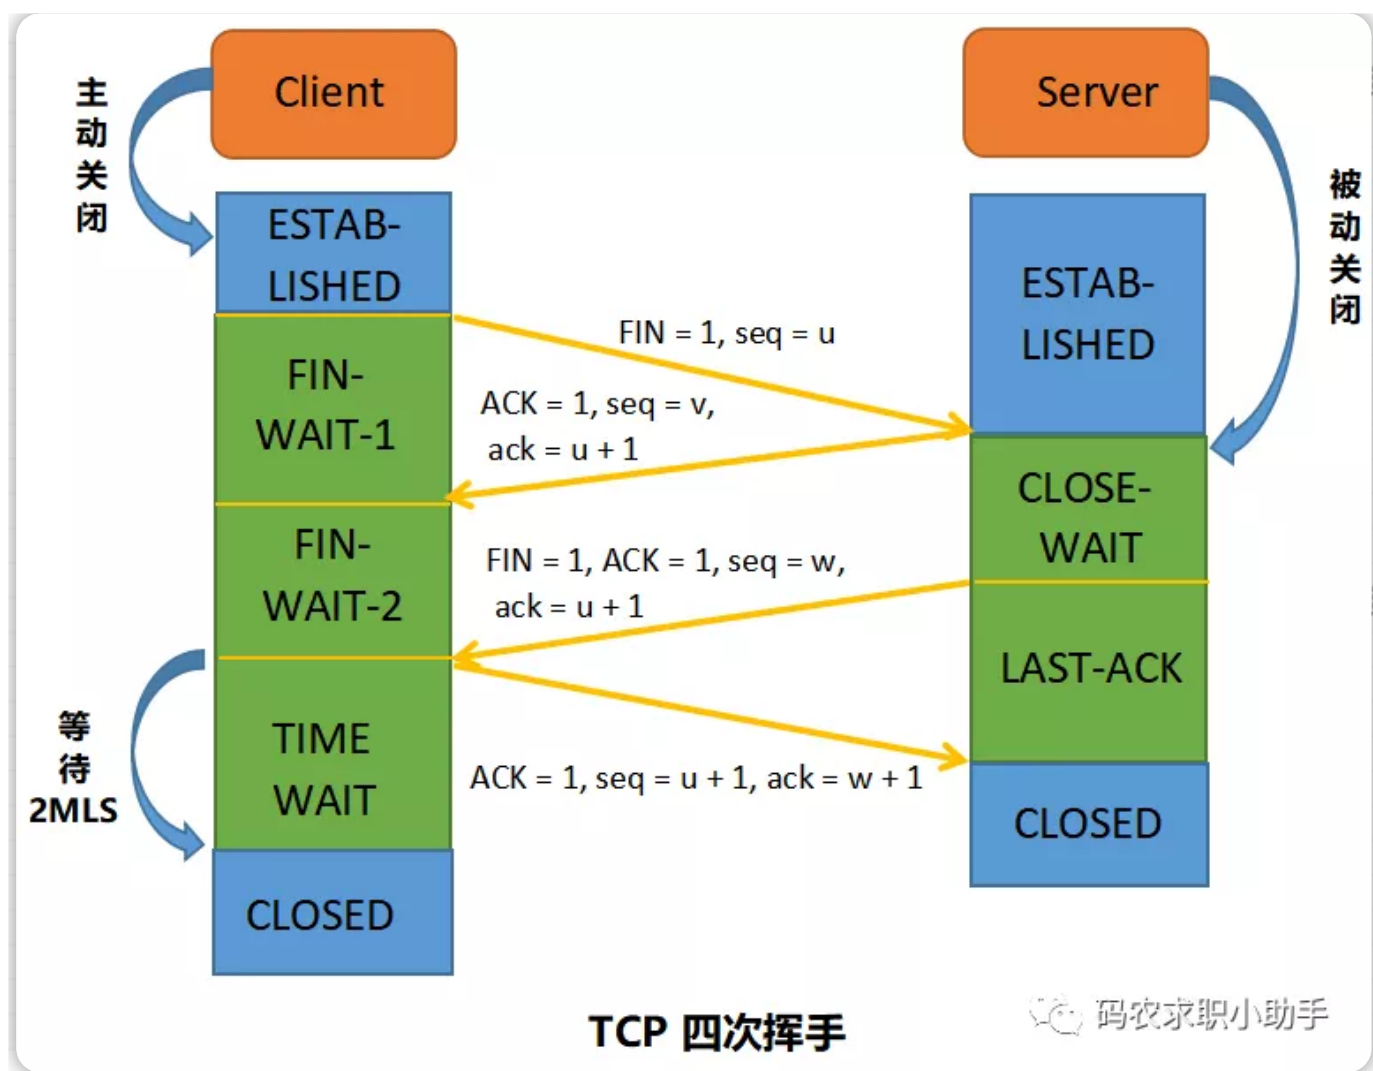 Client
Server
主
动
关
闭
被
动
关
闭
ESTAB-
LISHED
ESTAB-
LISHED
FIN = 1, seq = u
FIN-
WAIT-1
ACK = 1, seq = v,
ack = u + 1
CLOSE-
WAIT
FIN-
WAIT-2
FIN = 1, ACK = 1, seq = w,
ack = u + 1
LAST-ACK
等
待
2MLS
TIME
WAIT
ACK = 1, seq = u + 1, ack = w + 1
CLOSED
CLOSED
TCP 四次挥手
码农求职小助手